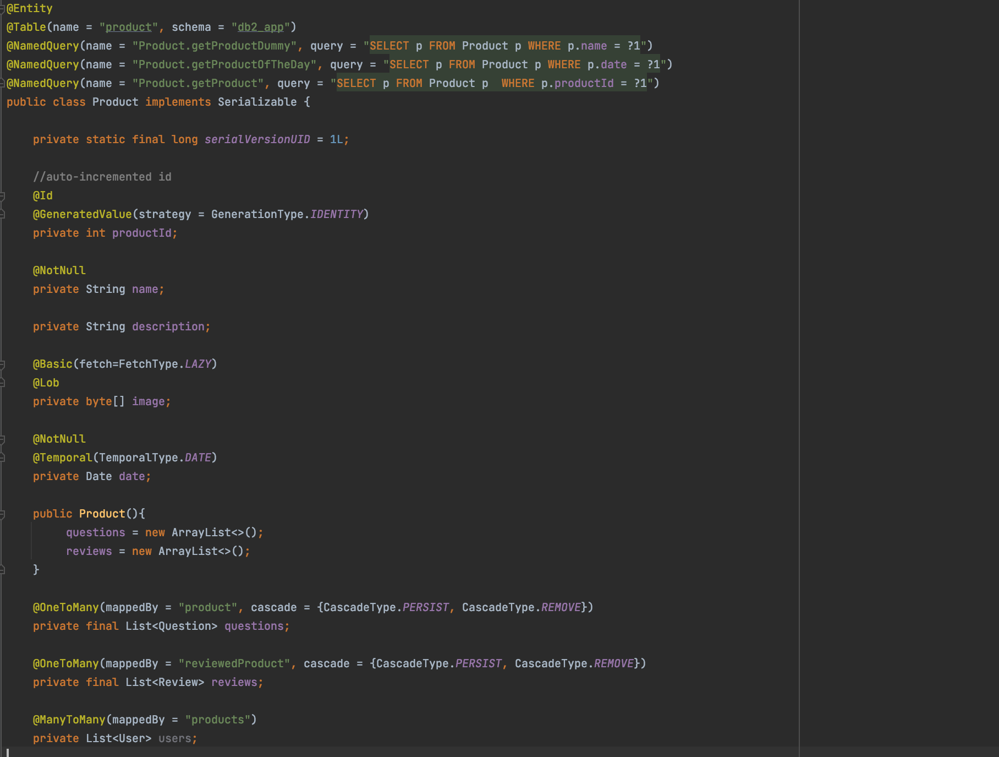 @Entity
@Table(name = "product", schema = "db2_app")
@NamedQuery(name = "Product.getProductDummy", query = "SELECT p FROM Product p WHERE p.name = ?1")
@NamedQuery(name = "Product.getProductOfTheDay", query = "SELECT p FROM Product p WHERE p.date = ?1")
@NamedQuery(name = "Product.getProduct", query = "SELECT p FROM Product p  WHERE p.productId = ?1")
public class Product implements Serializable {
private static final long serialVersionUID = 1L;
//auto-incremented id
@Id
@GeneratedValue(strategy = GenerationType.IDENTITY)
private int productId;
@NotNull
private String name;
private String description;
@Basic(fetch=FetchType.LAZY)
@Lob
private byte[] image;
@NotNull
@Temporal(TemporalType.DATE)
private Date date;
public Product(){
questions = new ArrayList<>();
reviews = new ArrayList<>();
}
@OneToMany(mappedBy = "product", cascade = {CascadeType.PERSIST, CascadeType.REMOVE})
private final List<Question> questions;
@OneToMany(mappedBy = "reviewedProduct", cascade = {CascadeType.PERSIST, CascadeType.REMOVE})
private final List<Review> reviews;
@ManyToMany(mappedBy = "products")
private List<User> users;